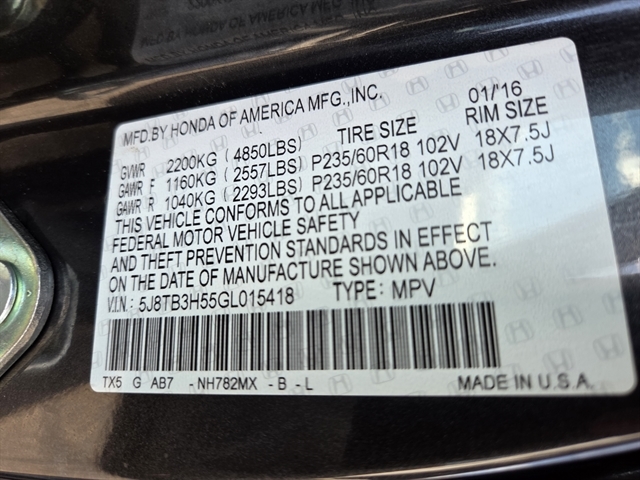 MFD.BY HONDA OF AMERICA MFG.,INC. 01/16
GVWR 2200KG (4850LBS) TIRE SIZE RIM SIZE
GAWR F 1160KG (2557LBS) P235/60R18 102V 18X7.5J
GAWR R 1040KG (2293LBS) P235/60R18 102V 18X7.5J
THIS VEHICLE CONFORMS TO ALL APPLICABLE
FEDERAL MOTOR VEHICLE SAFETY
AND THEFT PREVENTION STANDARDS IN EFFECT
ON DATE OF MANUFACTURE SHOWN ABOVE.
V.I.N.: 5J8TB3H55GL015418 TYPE: MPV
TX5 G AB7 -NH782MX -B -L MADE IN U.S.A.